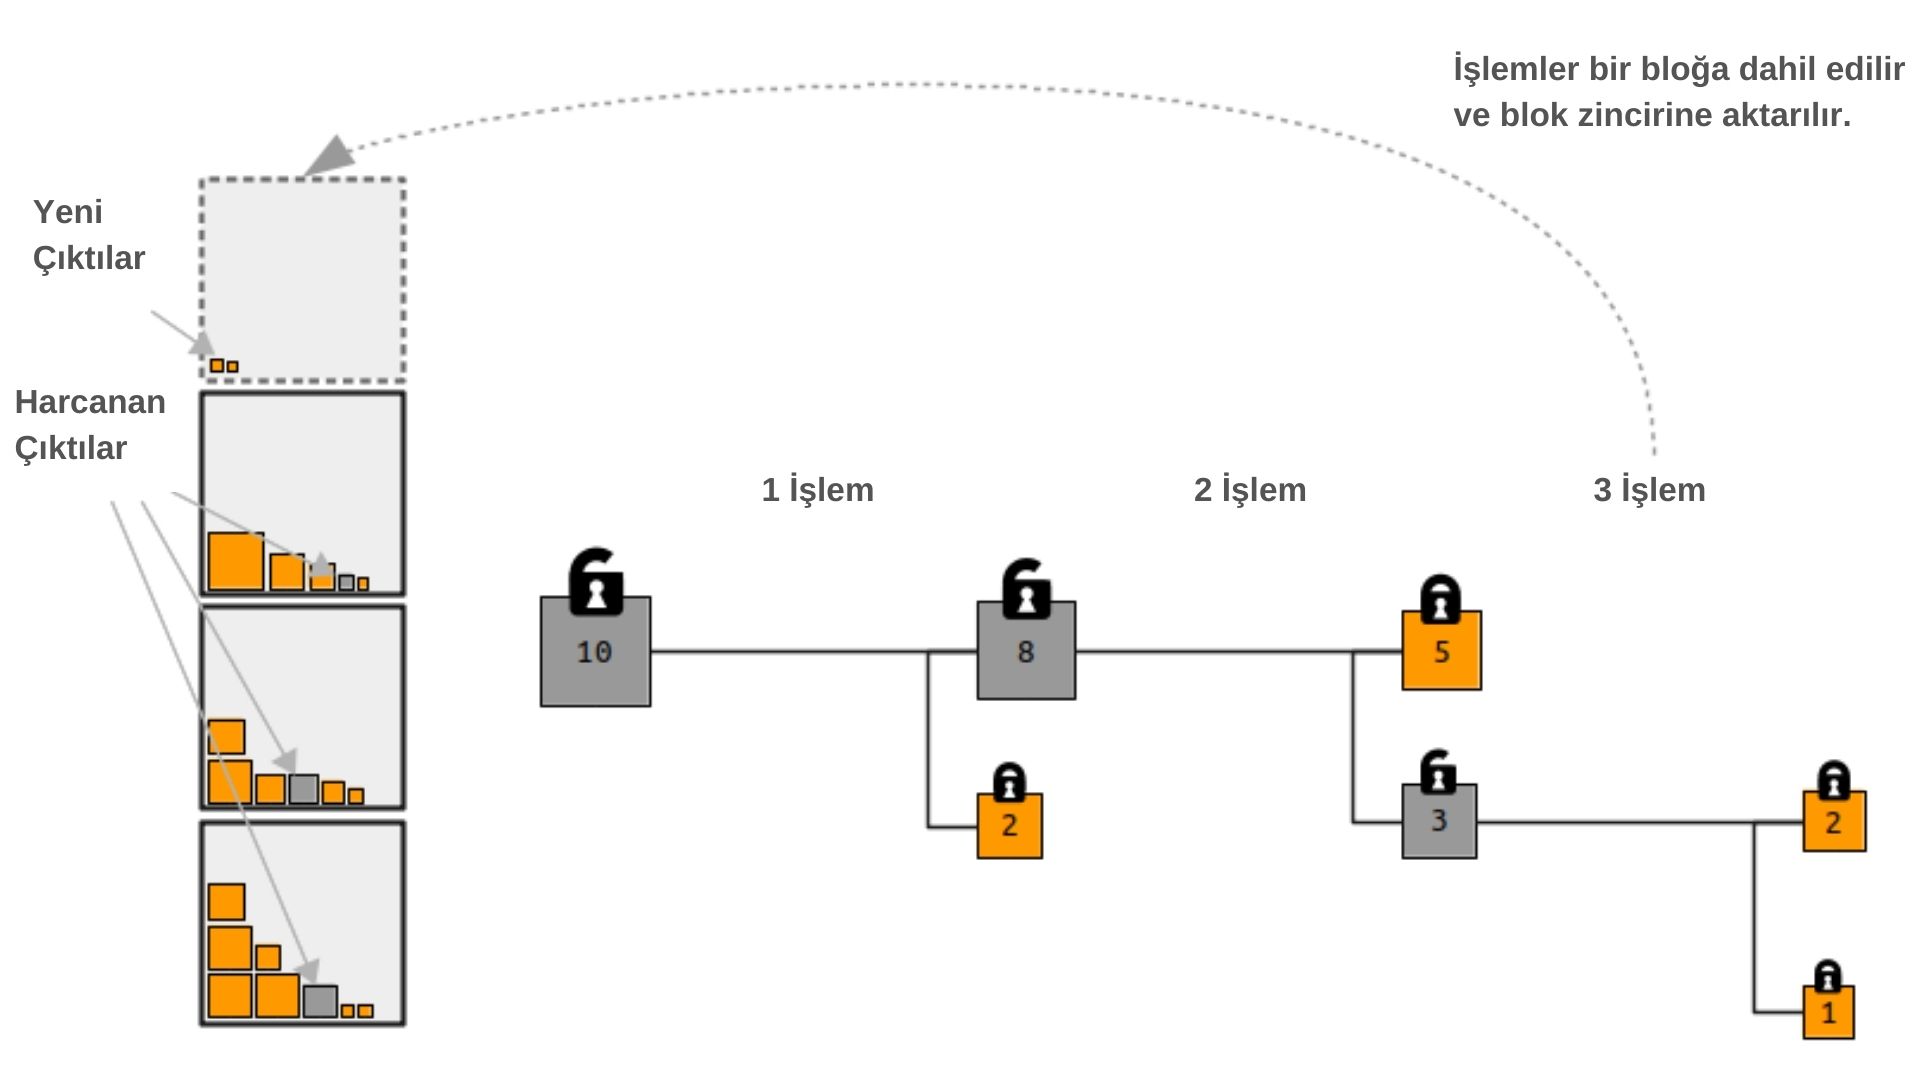 İşlemler bir bloğa dahil edilir
ve blok zincirine aktarılır.
Yeni
Çıktılar
Harcanan
Çıktılar
1 İşlem
2 İşlem
3 İşlem
10
8
5
2
3
2
1